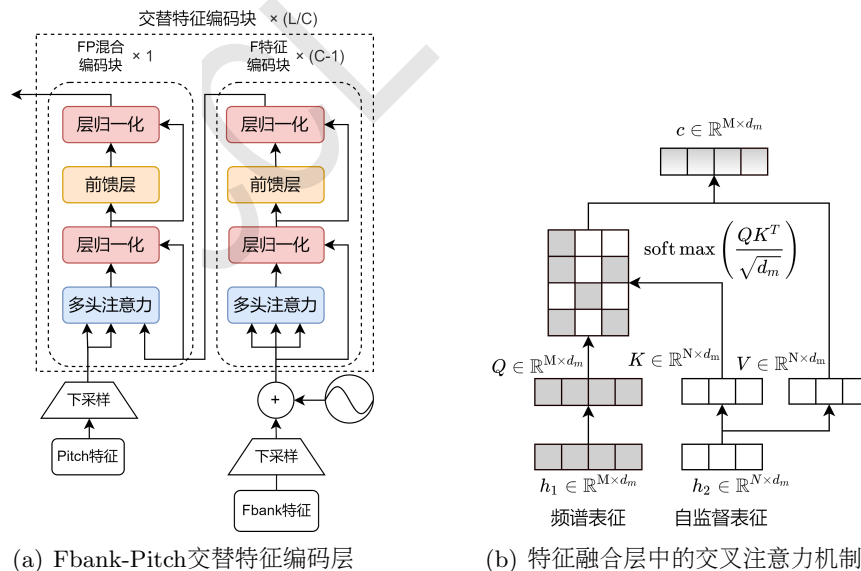 交替特征编码块 × (L/C)
FP混合
编码块 × 1
F特征
编码块 × (C-1)
层归一化
前馈层
层归一化
多头注意力
下采样
Pitch特征
层归一化
前馈层
层归一化
多头注意力
+
下采样
Fbank特征
(a) Fbank-Pitch交替特征编码层
c ∈ ℝ^{M×d_m}
soft max (QK^T / √d_m)
Q ∈ ℝ^{M×d_m}
K ∈ ℝ^{N×d_m}
V ∈ ℝ^{N×d_m}
h_1 ∈ ℝ^{M×d_m}
h_2 ∈ ℝ^{N×d_m}
频谱表征
自监督表征
(b) 特征融合层中的交叉注意力机制